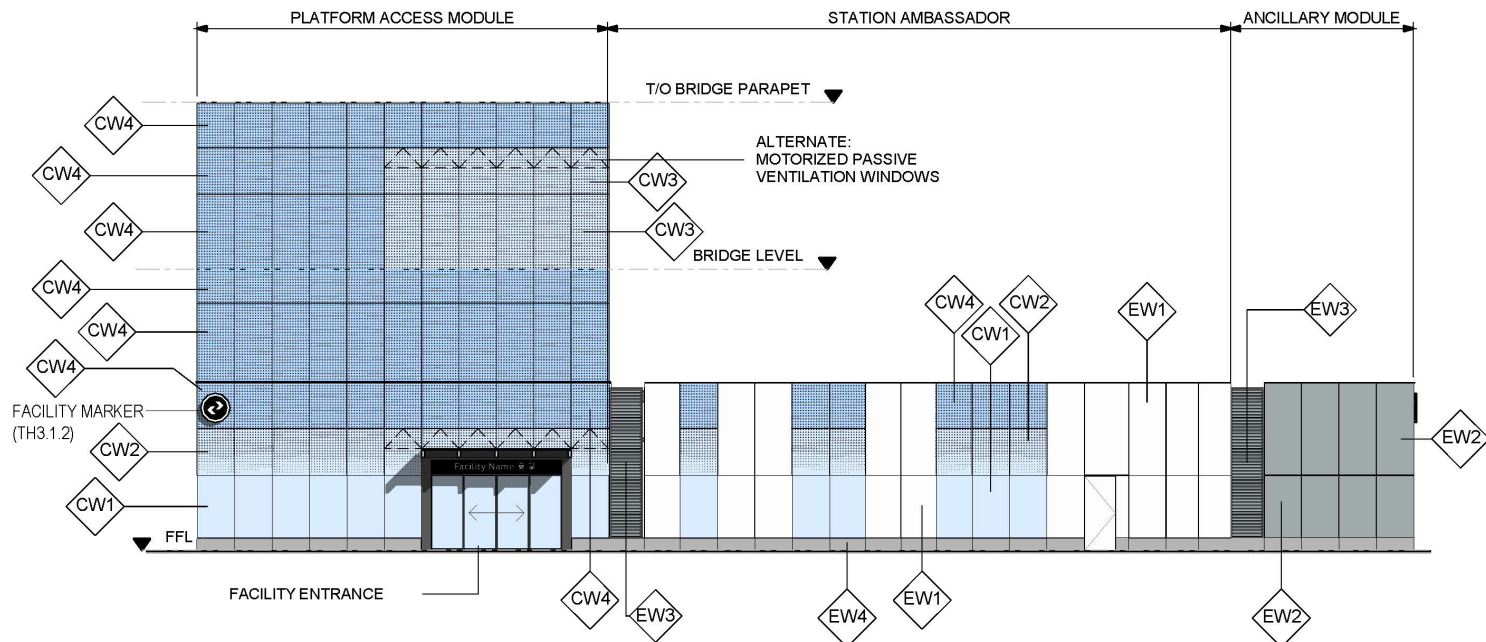 PLATFORM ACCESS MODULE
STATION AMBASSADOR
ANCILLARY MODULE
T/O BRIDGE PARAPET
CW4
ALTERNATE:
MOTORIZED PASSIVE
VENTILATION WINDOWS
CW4
CW3
CW4
CW3
BRIDGE LEVEL
CW4
CW4
CW2
EW1
EW3
CW4
CW1
CW4
FACILITY MARKER
(TH3.1.2)
CW2
EW2
Facility Name
CW1
FFL
FACILITY ENTRANCE
CW4
EW3
EW4
EW1
EW2